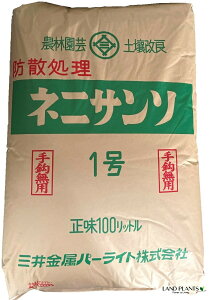 農林園芸 土壌改良
防散処理
ネニサンソ
1号
手鈎無用
手鈎無用
正味100リットル
三井金属パーライト株式会社
LAND PLANTS